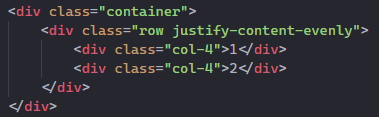 <div class="container">
    <div class="row justify-content-evenly">
        <div class="col-4">1</div>
        <div class="col-4">2</div>
    </div>
</div>